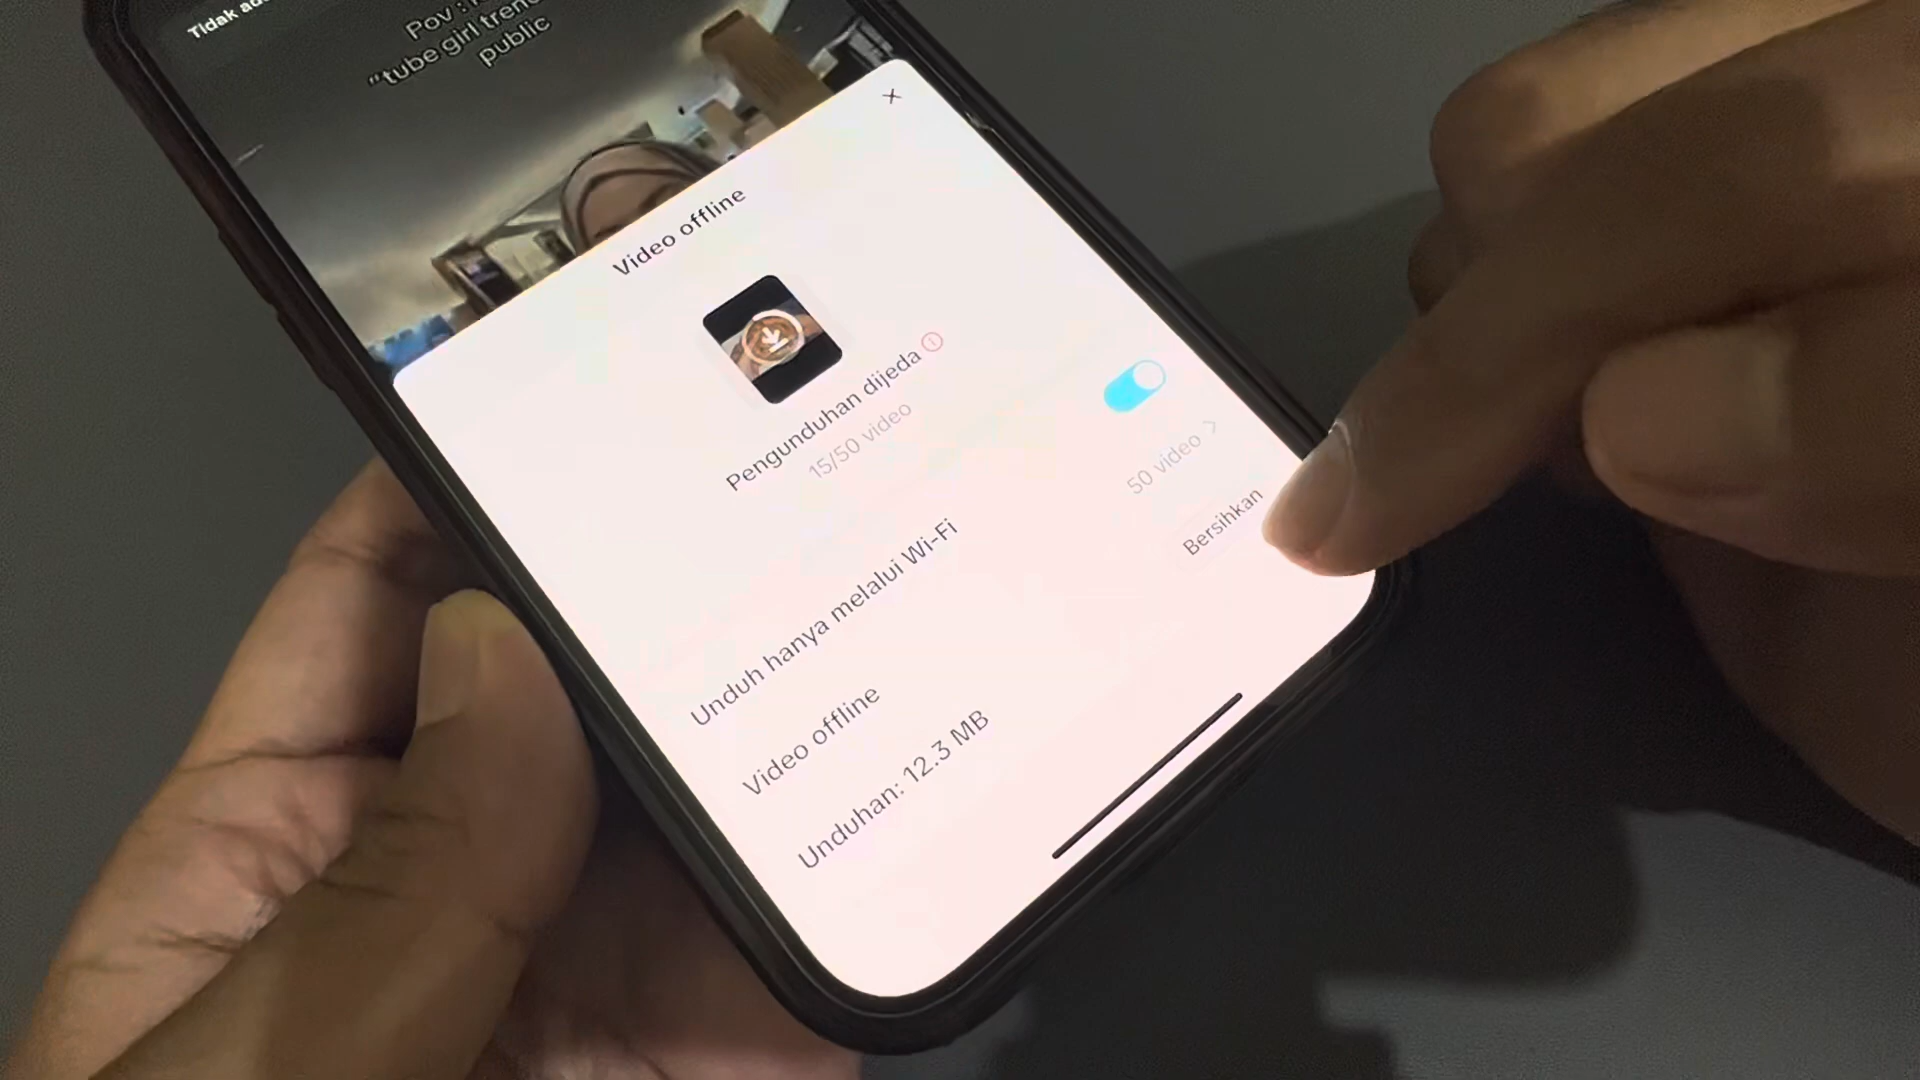 Tidak
Pov :
"tube girl trend
public
Video offline
Pengunduhan dijeda
15/50 video
Unduh hanya melalui Wi-Fi
Video offline
50 video
Unduhan: 12.3 MB
Bersihkan